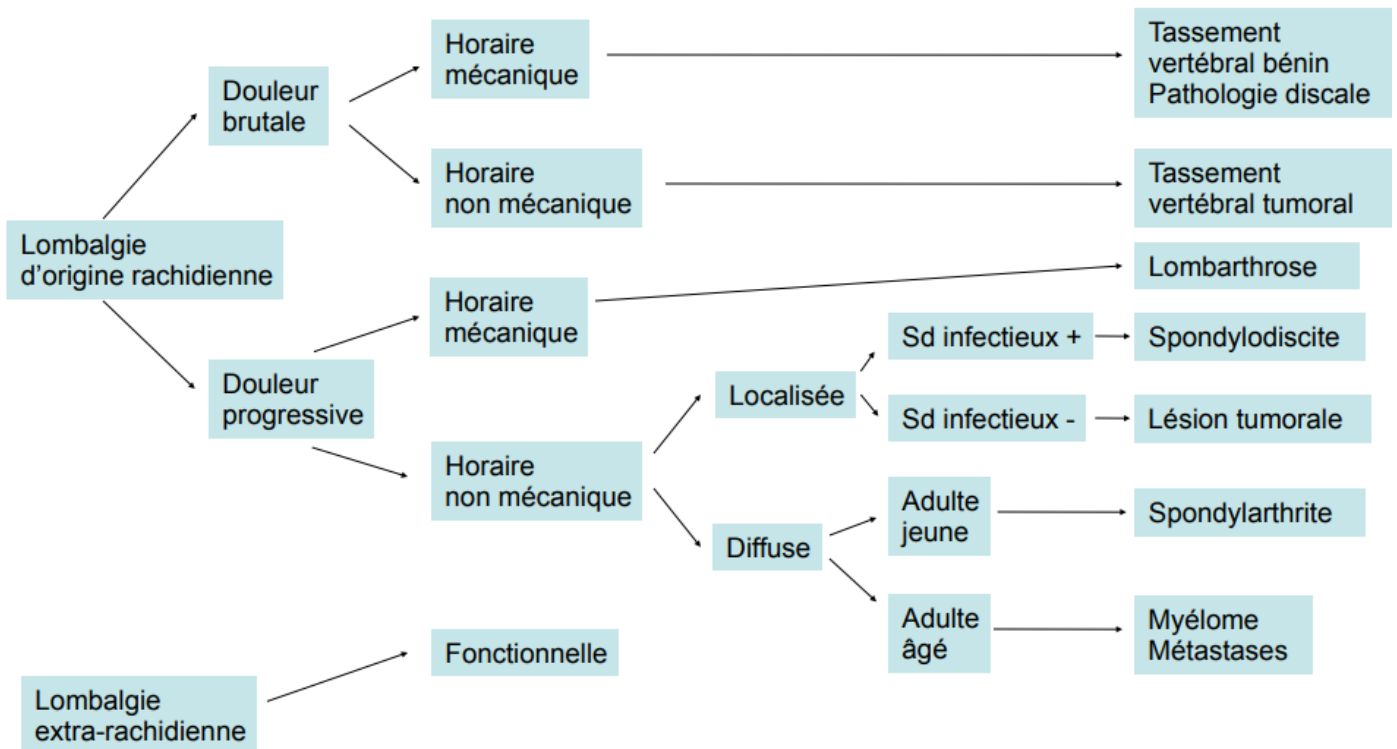 Lombalgie
d'origine rachidienne
Douleur
brutale
Horaire
mécanique
Tassement
vertébral bénin
Pathologie discale
Horaire
non mécanique
Tassement
vertébral tumoral
Douleur
progressive
Horaire
mécanique
Lombarthrose
Horaire
non mécanique
Localisée
Sd infectieux +
Spondylodiscite
Sd infectieux -
Lésion tumorale
Diffuse
Adulte
jeune
Spondylarthrite
Adulte
âgé
Myélome
Métastases
Lombalgie
extra-rachidienne
Fonctionnelle